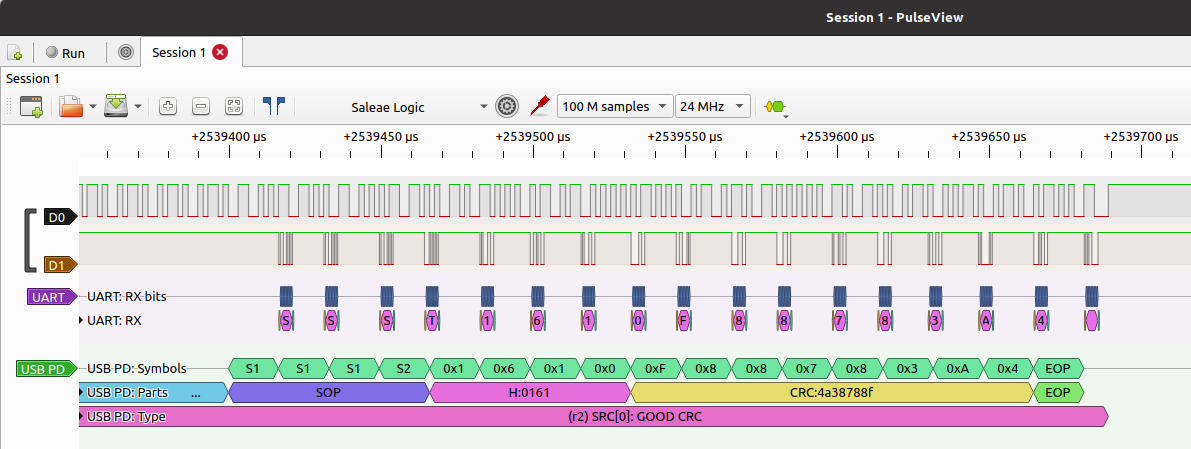 Session 1 - PulseView
Run Session 1
Session 1
Saleae Logic 100 M samples 24 MHz
+2539400 µs +2539450 µs +2539500 µs +2539550 µs +2539600 µs +2539650 µs +2539700 µs
D0
D1
UART UART: RX bits
UART: RX S S S T 1 6 1 0 F 8 8 7 8 3 A 4
USB PD USB PD: Symbols S1 S1 S1 S2 0x1 0x6 0x1 0x0 0xF 0x8 0x8 0x7 0x8 0x3 0xA 0x4 EOP
USB PD: Parts ... SOP H:0161 CRC:4a38788f EOP
USB PD: Type (r2) SRC[0]: GOOD CRC